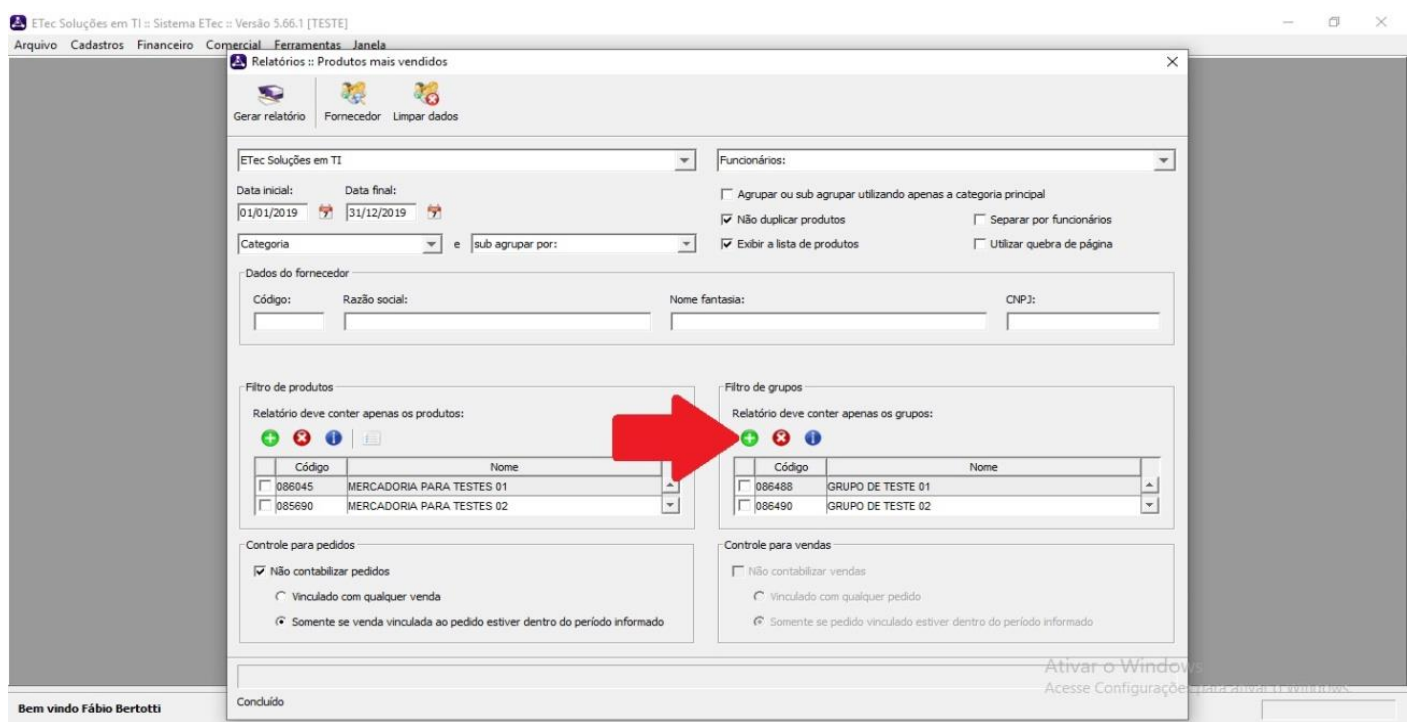 ETec Soluções em TI :: Sistema ETec :: Versão 5.66.1 [TESTE]
Arquivo Cadastros Financeiro Comercial Ferramentas Janela
Relatórios :: Produtos mais vendidos
Gerar relatório Fornecedor Limpar dados
ETec Soluções em TI Funcionários:
Data inicial: Data final: Agrupar ou sub agrupar utilizando apenas a categoria principal
01/01/2019 31/12/2019 Não duplicar produtos Separar por funcionários
Categoria e sub agrupar por: Exibir a lista de produtos Utilizar quebra de página
Dados do fornecedor
Código: Razão social: Nome fantasia: CNPJ:
Filtro de produtos Filtro de grupos
Relatório deve conter apenas os produtos: Relatório deve conter apenas os grupos:
Código Nome Código Nome
086045 MERCADORIA PARA TESTES 01 086488 GRUPO DE TESTE 01
085690 MERCADORIA PARA TESTES 02 086490 GRUPO DE TESTE 02
Controle para pedidos Controle para vendas
Não contabilizar pedidos Não contabilizar vendas
Vinculado com qualquer venda Vinculado com qualquer pedido
Somente se venda vinculada ao pedido estiver dentro do período informado Somente se pedido vinculado estiver dentro do período informado
Ativar o Windows
Acesse Configurações para ativar o Windows.
Concluído
Bem vindo Fábio Bertotti